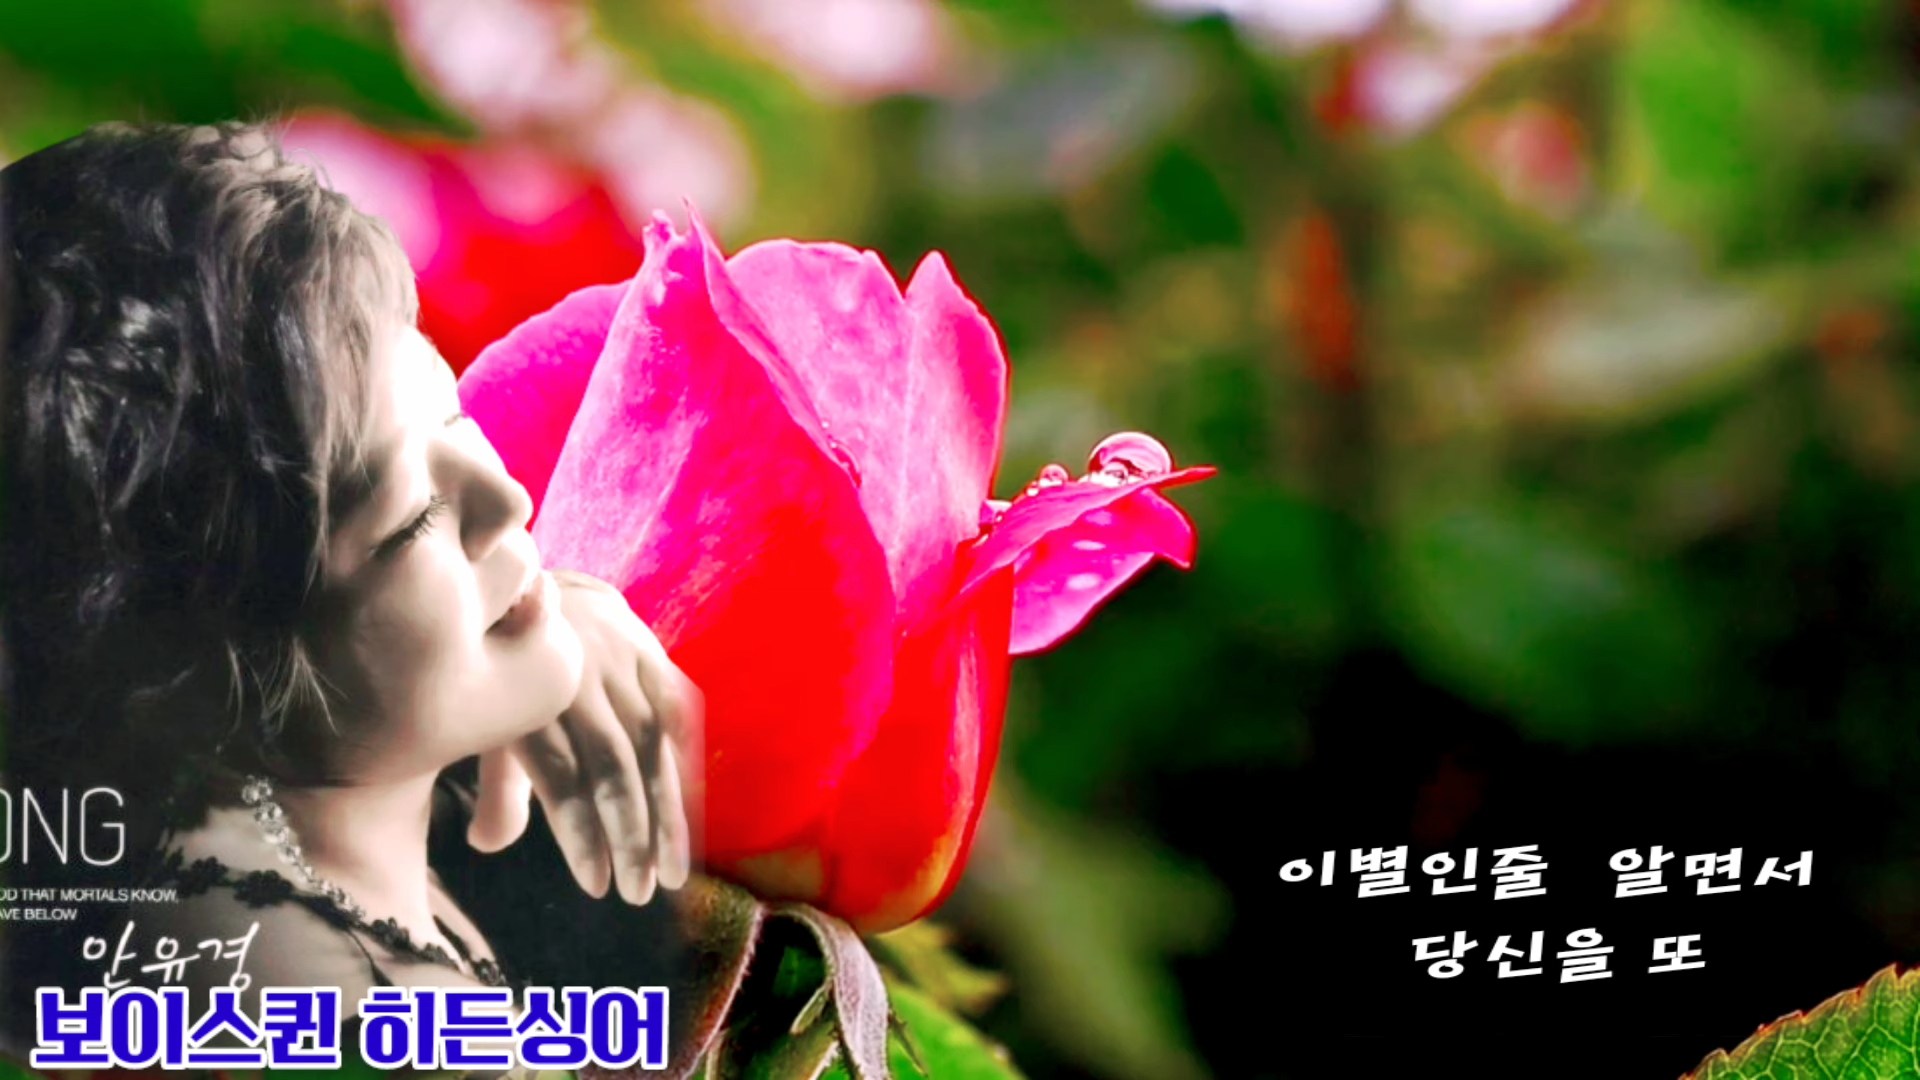 ONG
OD THAT MORTALS KNOW,
AVE BELOW
안유경
보이스퀸 히든싱어
이별인줄 알면서
당신을 또